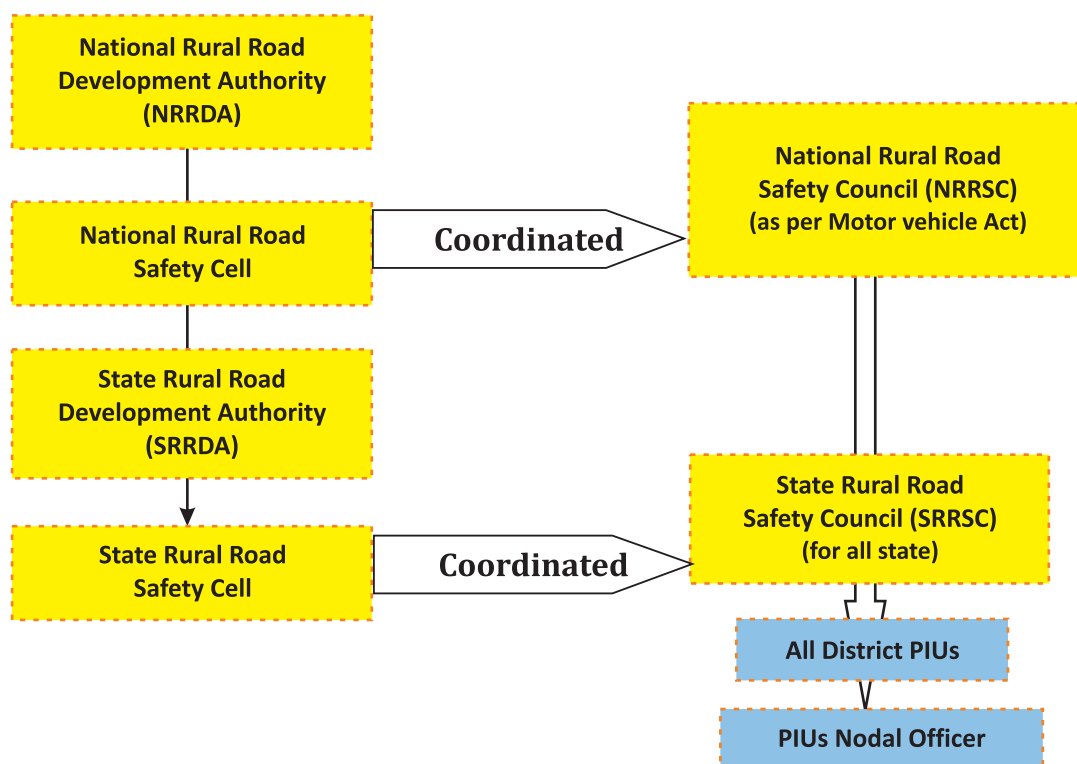 National Rural Road
Development Authority
(NRRDA)
National Rural Road
Safety Cell
Coordinated
National Rural Road
Safety Council (NRRSC)
(as per Motor vehicle Act)
State Rural Road
Development Authority
(SRRDA)
State Rural Road
Safety Cell
Coordinated
State Rural Road
Safety Council (SRRSC)
(for all state)
All District PIUs
PIUs Nodal Officer